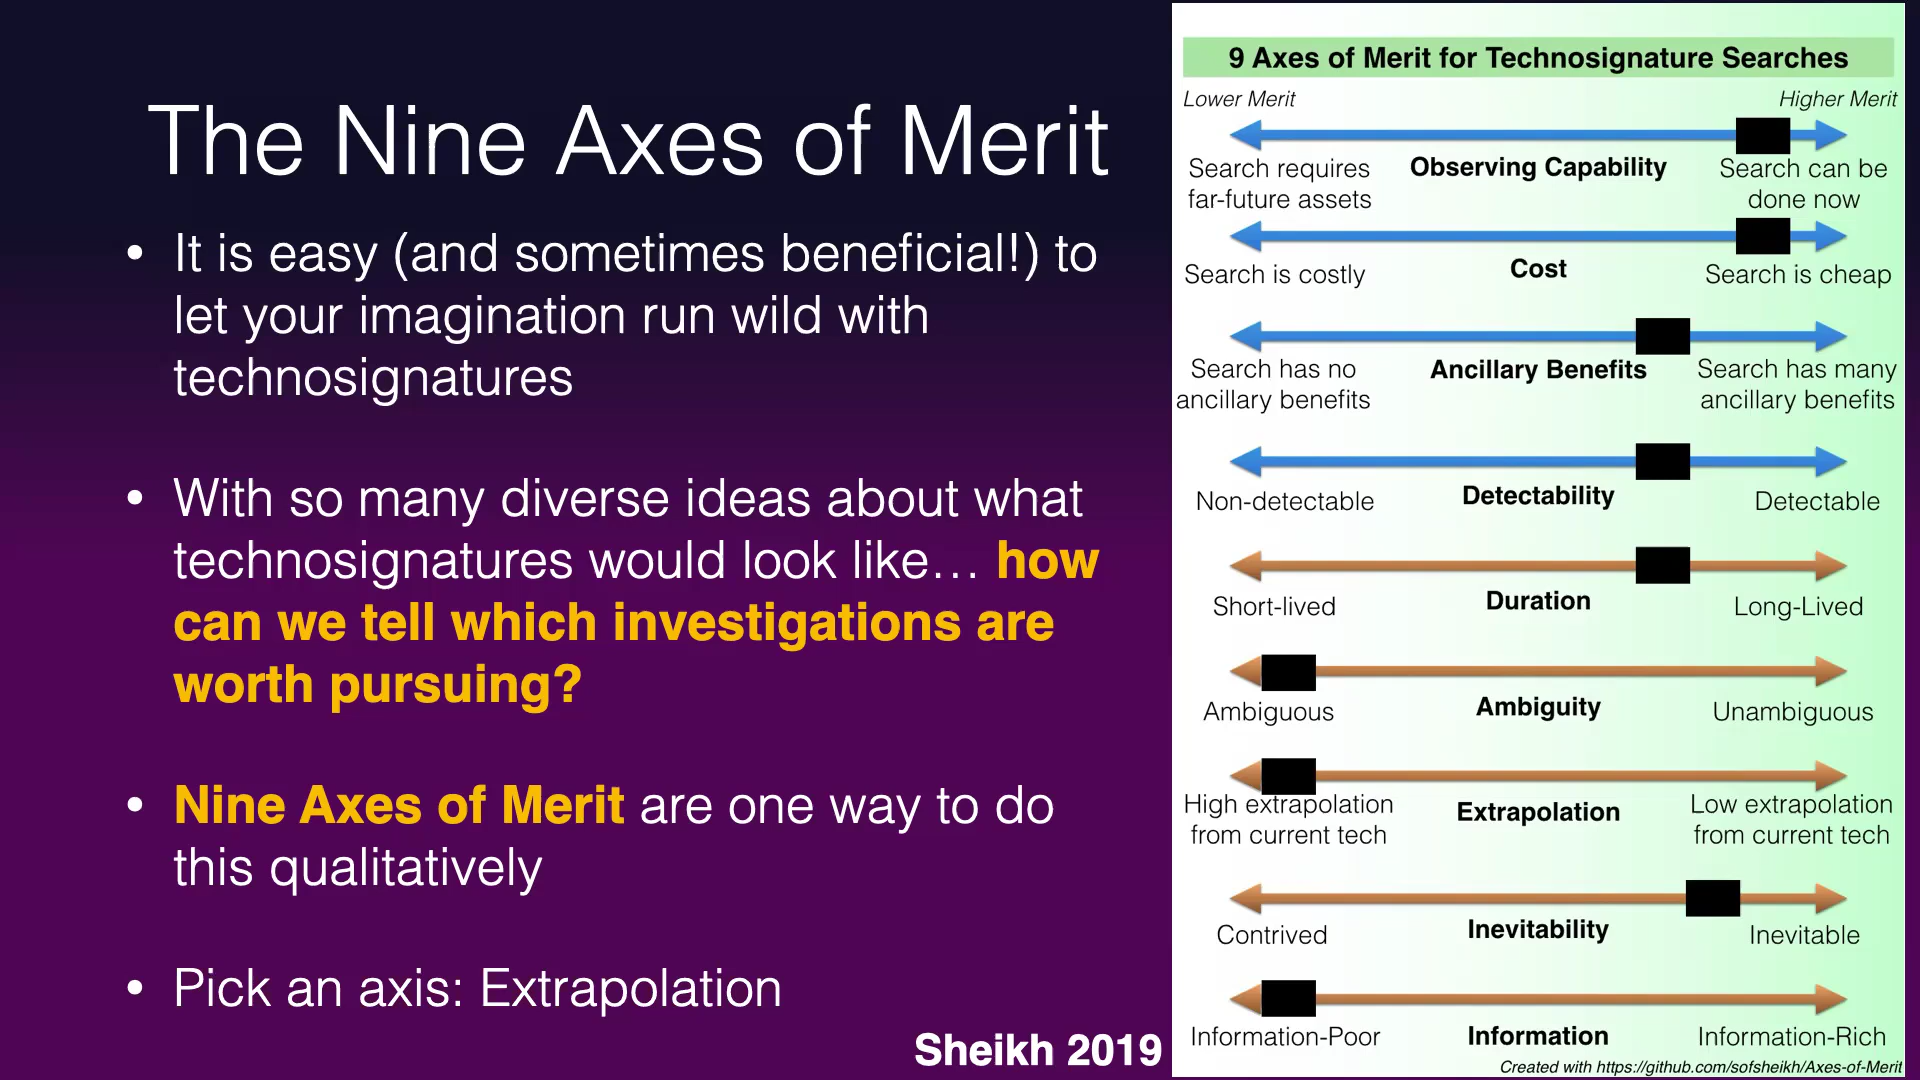 The Nine Axes of Merit
• It is easy (and sometimes beneficial!) to
let your imagination run wild with
technosignatures
• With so many diverse ideas about what
technosignatures would look like… how
can we tell which investigations are
worth pursuing?
• Nine Axes of Merit are one way to do
this qualitatively
• Pick an axis: Extrapolation
Sheikh 2019
9 Axes of Merit for Technosignature Searches
Lower Merit Higher Merit
Search requires Observing Capability Search can be
far-future assets done now
Search is costly Cost Search is cheap
Search has no Ancillary Benefits Search has many
ancillary benefits ancillary benefits
Non-detectable Detectability Detectable
Short-lived Duration Long-Lived
Ambiguous Ambiguity Unambiguous
High extrapolation Extrapolation Low extrapolation
from current tech from current tech
Contrived Inevitability Inevitable
Information-Poor Information Information-Rich
Created with https://github.com/sofsheikh/Axes-of-Merit